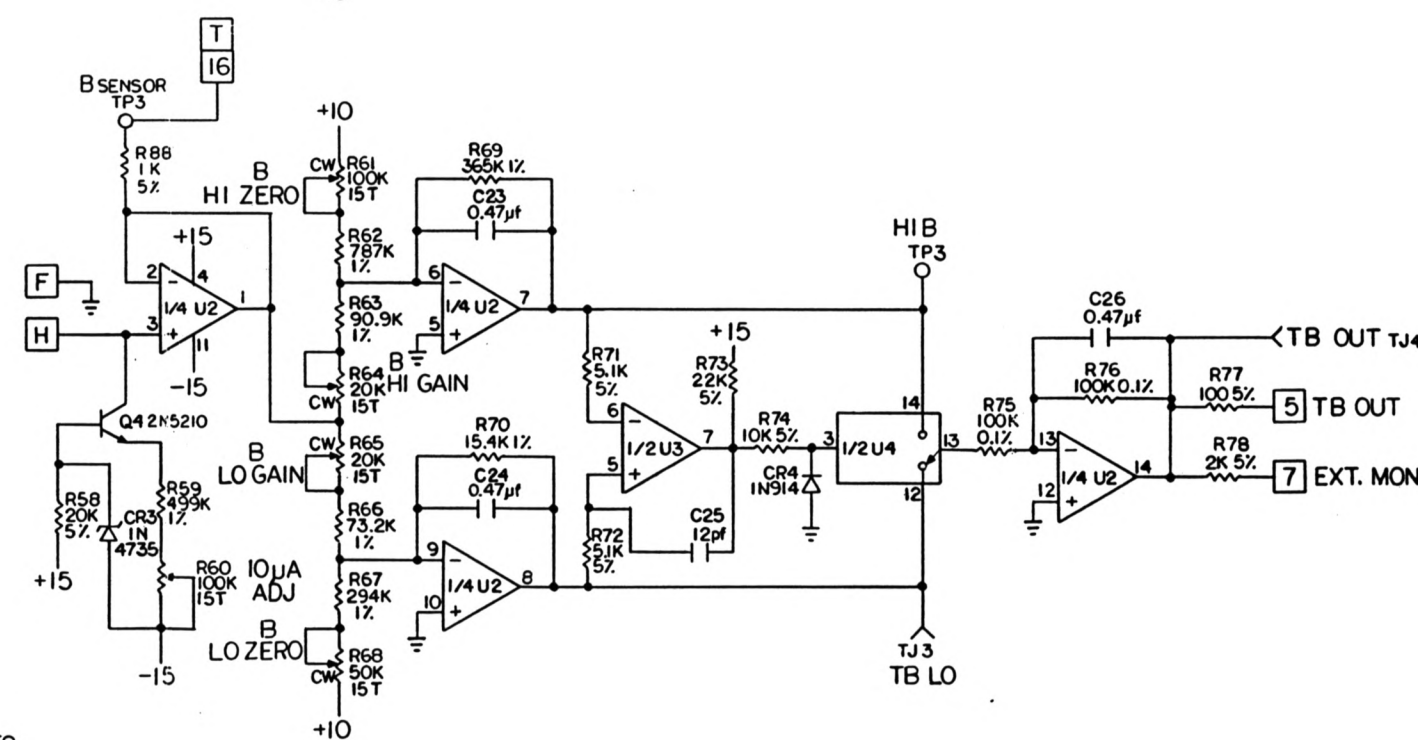 T
16
B SENSOR
TP3
R88
1K
5%
+15
2
4
1/4 U2
1
3
11
-15
F
H
Q4 2N5210
R58
20K
5%
CR3
1N
4735
R59
499K
1%
R60
100K
15T
10µA
ADJ
+15
-15
+10
CW
R61
100K
15T
B
HI ZERO
R62
787K
1%
R63
90.9K
1%
B
HI GAIN
R64
20K
15T
CW
CW
R65
20K
15T
B
LO GAIN
R66
73.2K
1%
R67
294K
1%
B
LO ZERO
R68
50K
15T
CW
+10
R69
365K 1%
C23
0.47µf
6
5
1/4 U2
7
R70
15.4K 1%
C24
0.47µf
9
10
1/4 U2
8
R71
5.1K
5%
+15
R73
22K
5%
6
5
1/2 U3
7
R72
5.1K
5%
C25
12pf
R74
10K 5%
CR4
1N914
HI B
TP3
14
3
1/2 U4
13
12
TJ3
TB LO
R75
100K
0.1%
C26
0.47µf
R76
100K 0.1%
13
12
1/4 U2
14
TB OUT TJ4
R77
100 5%
5
TB OUT
R78
2K 5%
7
EXT. MON